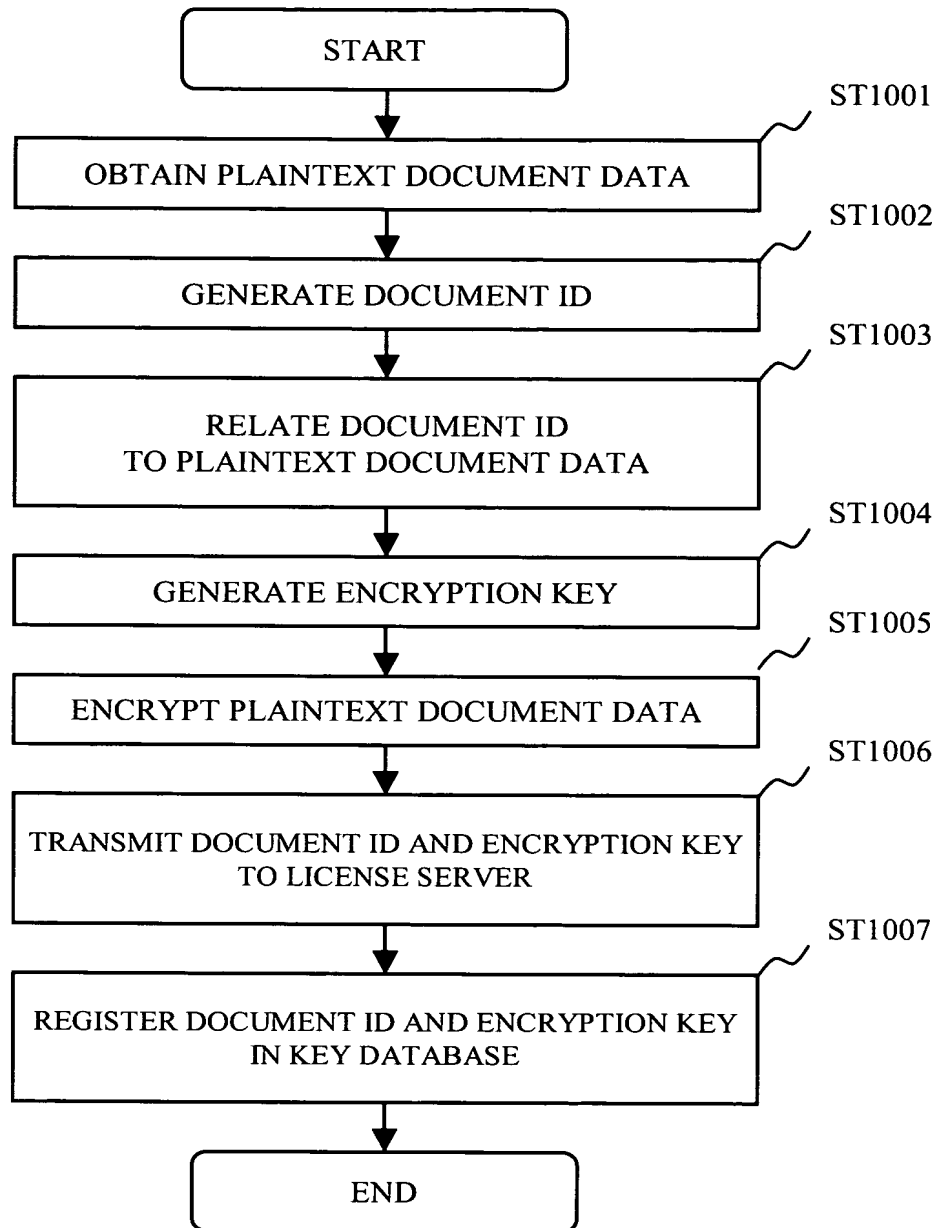 START
ST1001
OBTAIN PLAINTEXT DOCUMENT DATA
ST1002
GENERATE DOCUMENT ID
ST1003
RELATE DOCUMENT ID
TO PLAINTEXT DOCUMENT DATA
ST1004
GENERATE ENCRYPTION KEY
ST1005
ENCRYPT PLAINTEXT DOCUMENT DATA
ST1006
TRANSMIT DOCUMENT ID AND ENCRYPTION KEY
TO LICENSE SERVER
ST1007
REGISTER DOCUMENT ID AND ENCRYPTION KEY
IN KEY DATABASE
END